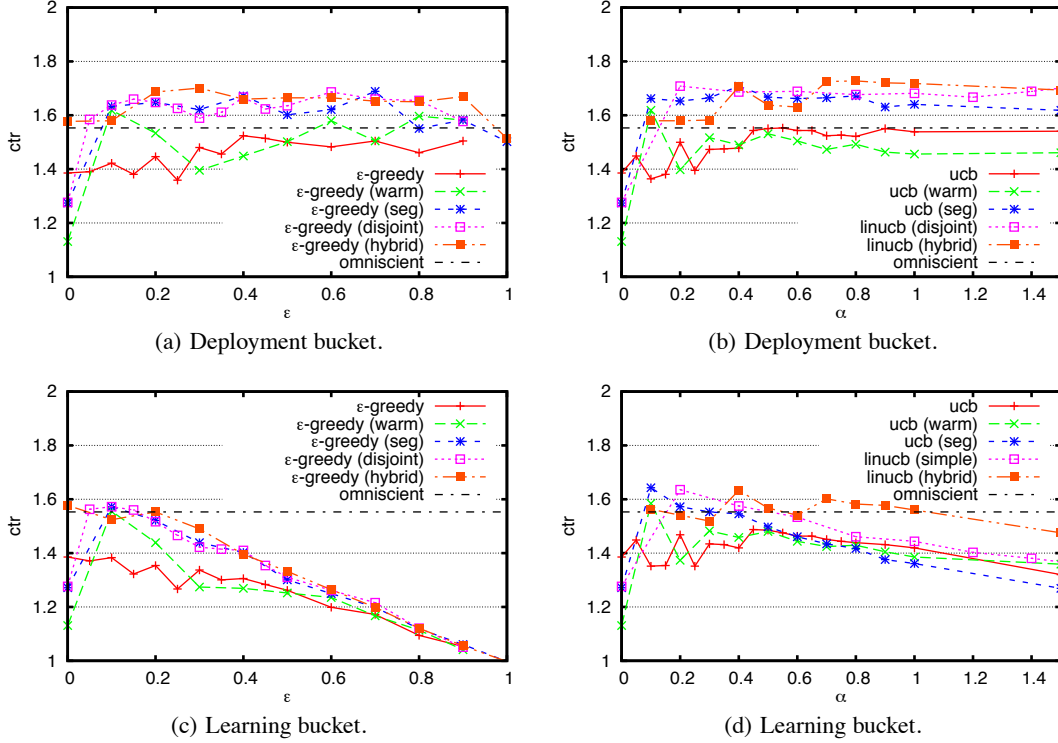 2
1.8
1.6
1.4
1.2
1
ctr
0
0.2
0.4
0.6
0.8
1
ε
ε-greedy
ε-greedy (warm)
ε-greedy (seg)
ε-greedy (disjoint)
ε-greedy (hybrid)
omniscient
(a) Deployment bucket.
2
1.8
1.6
1.4
1.2
1
ctr
0
0.2
0.4
0.6
0.8
1
1.2
1.4
α
ucb
ucb (warm)
ucb (seg)
linucb (disjoint)
linucb (hybrid)
omniscient
(b) Deployment bucket.
2
1.8
1.6
1.4
1.2
1
ctr
0
0.2
0.4
0.6
0.8
1
ε
ε-greedy
ε-greedy (warm)
ε-greedy (seg)
ε-greedy (disjoint)
ε-greedy (hybrid)
omniscient
(c) Learning bucket.
2
1.8
1.6
1.4
1.2
1
ctr
0
0.2
0.4
0.6
0.8
1
1.2
1.4
α
ucb
ucb (warm)
ucb (seg)
linucb (simple)
linucb (hybrid)
omniscient
(d) Learning bucket.